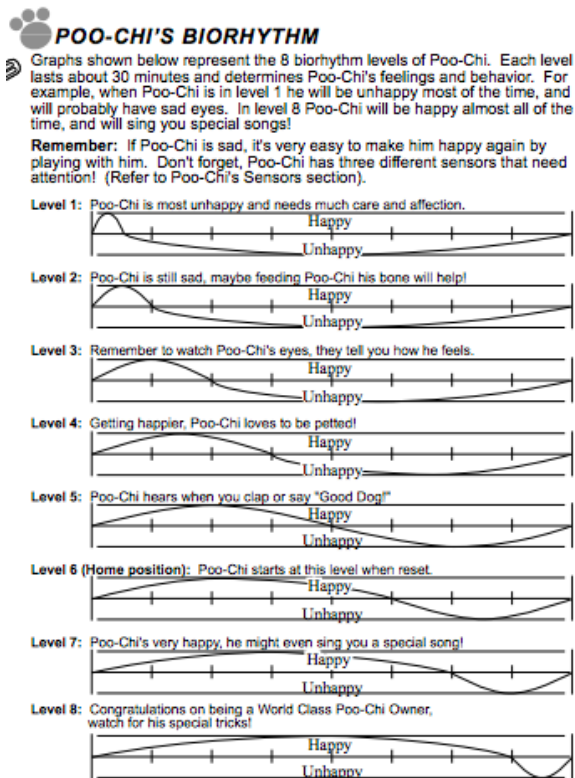 POO-CHI'S BIORHYTHM
Graphs shown below represent the 8 biorhythm levels of Poo-Chi. Each level
lasts about 30 minutes and determines Poo-Chi's feelings and behavior. For
example, when Poo-Chi is in level 1 he will be unhappy most of the time, and
will probably have sad eyes. In level 8 Poo-Chi will be happy almost all of the
time, and will sing you special songs!
Remember: If Poo-Chi is sad, it's very easy to make him happy again by
playing with him. Don't forget, Poo-Chi has three different sensors that need
attention! (Refer to Poo-Chi's Sensors section).
Level 1: Poo-Chi is most unhappy and needs much care and affection.
Happy
Unhappy
Level 2: Poo-Chi is still sad, maybe feeding Poo-Chi his bone will help!
Happy
Unhappy
Level 3: Remember to watch Poo-Chi's eyes, they tell you how he feels.
Happy
Unhappy
Level 4: Getting happier, Poo-Chi loves to be petted!
Happy
Unhappy
Level 5: Poo-Chi hears when you clap or say "Good Dog!"
Happy
Unhappy
Level 6 (Home position): Poo-Chi starts at this level when reset.
Happy
Unhappy
Level 7: Poo-Chi's very happy, he might even sing you a special song!
Happy
Unhappy
Level 8: Congratulations on being a World Class Poo-Chi Owner,
watch for his special tricks!
Happy
Unhappy